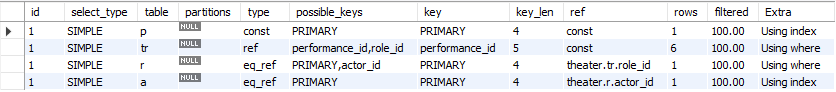 id select_type table partitions type possible_keys key key_len ref rows filtered Extra
1 SIMPLE p NULL const PRIMARY PRIMARY 4 const 1 100.00 Using index
1 SIMPLE tr NULL ref performance_id,role_id performance_id 5 const 6 100.00 Using where
1 SIMPLE r NULL eq_ref PRIMARY,actor_id PRIMARY 4 theater.tr.role_id 1 100.00 Using where
1 SIMPLE a NULL eq_ref PRIMARY PRIMARY 4 theater.r.actor_id 1 100.00 Using index